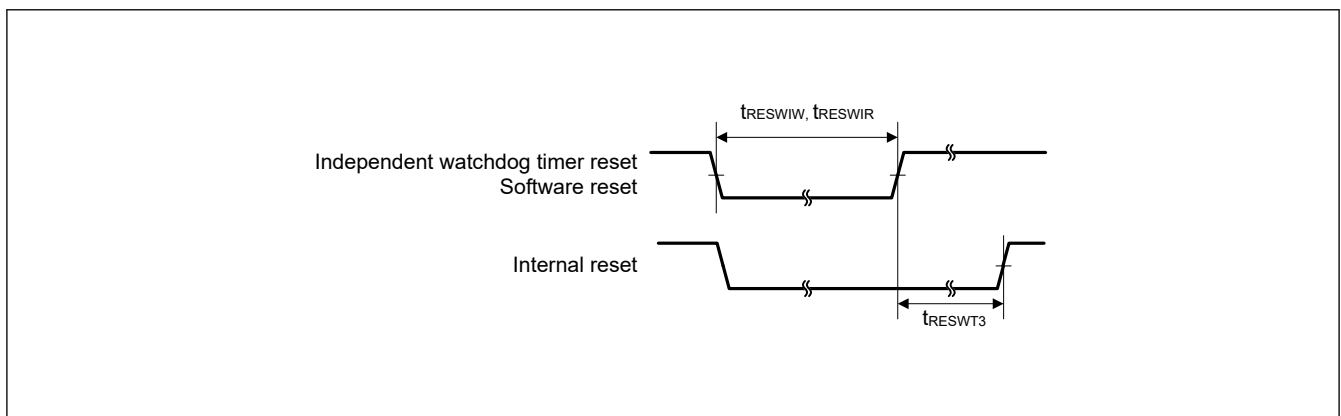 tRESWIW, tRESWIR
Independent watchdog timer reset
Software reset
Internal reset
tRESWT3